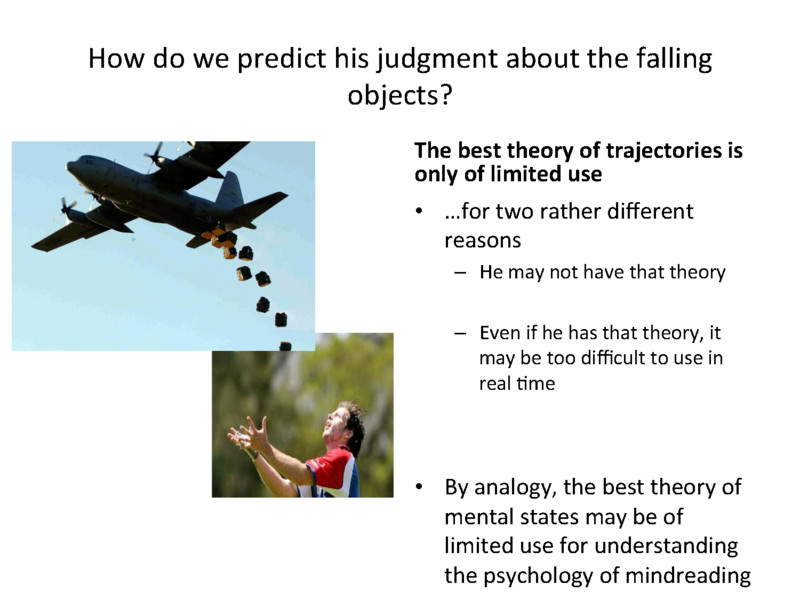 How do we predict his judgment about the falling
objects?
The best theory of trajectories is
only of limited use
• …for two rather different
reasons
– He may not have that theory
– Even if he has that theory, it
may be too difficult to use in
real time
• By analogy, the best theory of
mental states may be of
limited use for understanding
the psychology of mindreading